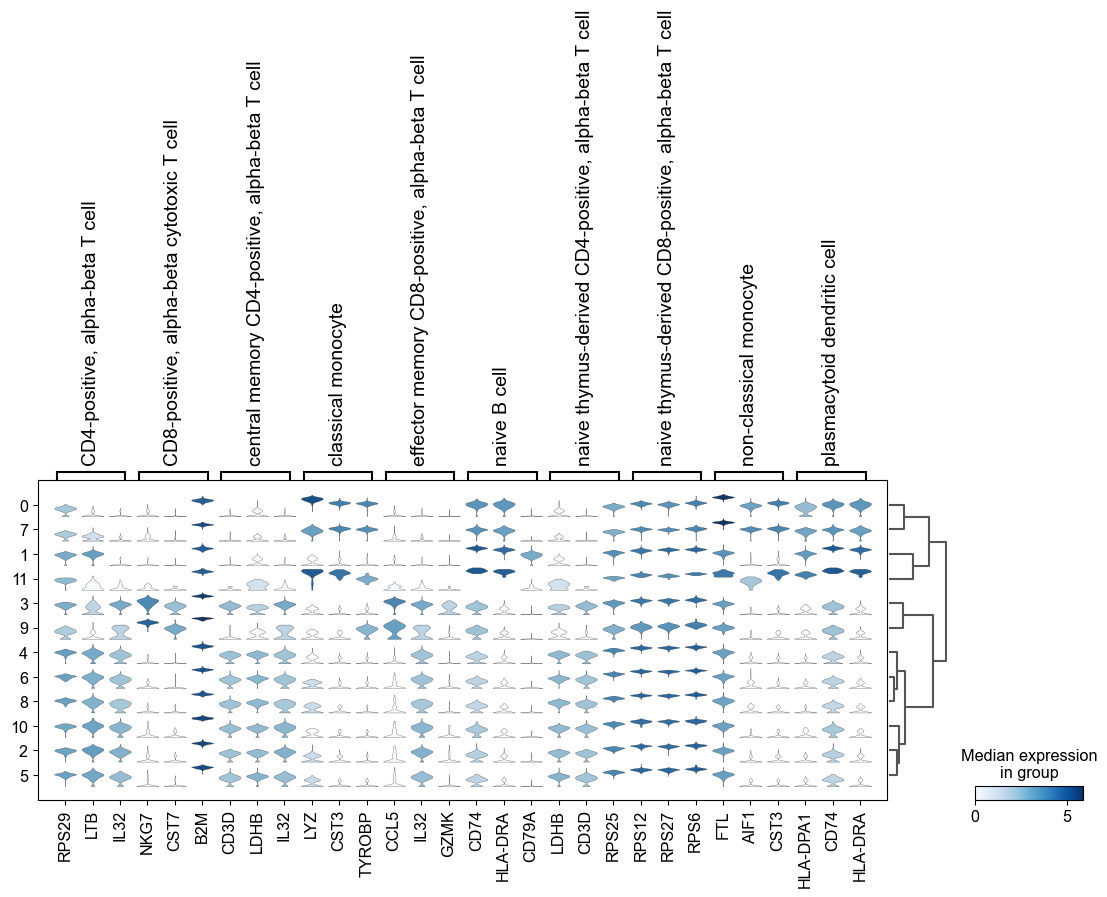 CD4-positive, alpha-beta T cell
CD8-positive, alpha-beta cytotoxic T cell
central memory CD4-positive, alpha-beta T cell
classical monocyte
effector memory CD8-positive, alpha-beta T cell
naive B cell
naive thymus-derived CD4-positive, alpha-beta T cell
naive thymus-derived CD8-positive, alpha-beta T cell
non-classical monocyte
plasmacytoid dendritic cell
0
7
1
11
3
9
4
6
8
10
2
5
RPS29
LTB
IL32
NKG7
CST7
B2M
CD3D
LDHB
IL32
LYZ
CST3
TYROBP
CCL5
IL32
GZMK
CD74
HLA-DRA
CD79A
LDHB
CD3D
RPS25
RPS12
RPS27
RPS6
FTL
AIF1
CST3
HLA-DPA1
CD74
HLA-DRA
Median expression
in group
0 5